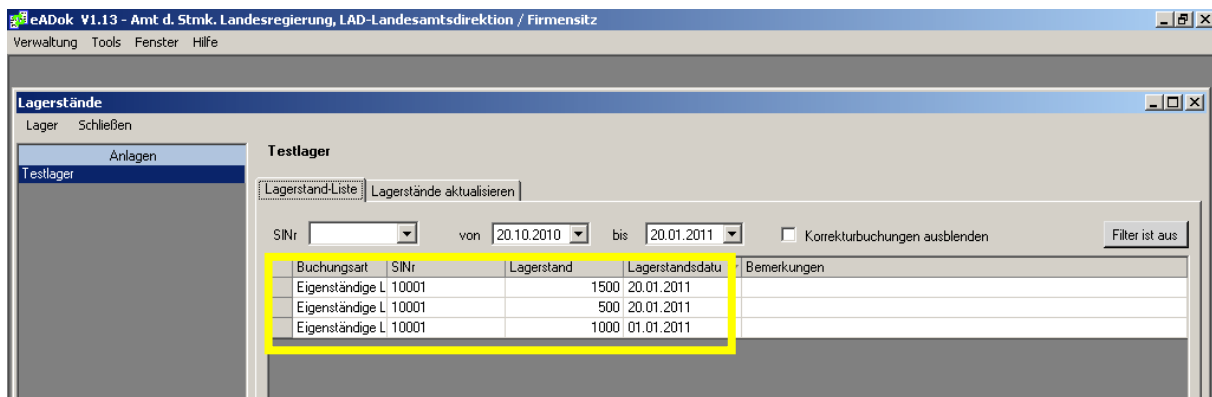 eADok V1.13 - Amt d. Stmk. Landesregierung, LAD-Landesamtsdirektion / Firmensitz
Verwaltung Tools Fenster Hilfe
Lagerstände
Lager Schließen
Anlagen
Testlager
Testlager
Lagerstand-Liste Lagerstände aktualisieren
SlNr von 20.10.2010 bis 20.01.2011 Korrekturbuchungen ausblenden Filter ist aus
Buchungsart SlNr Lagerstand Lagerstandsdatu Bemerkungen
Eigenständige L 10001 1500 20.01.2011
Eigenständige L 10001 500 20.01.2011
Eigenständige L 10001 1000 01.01.2011